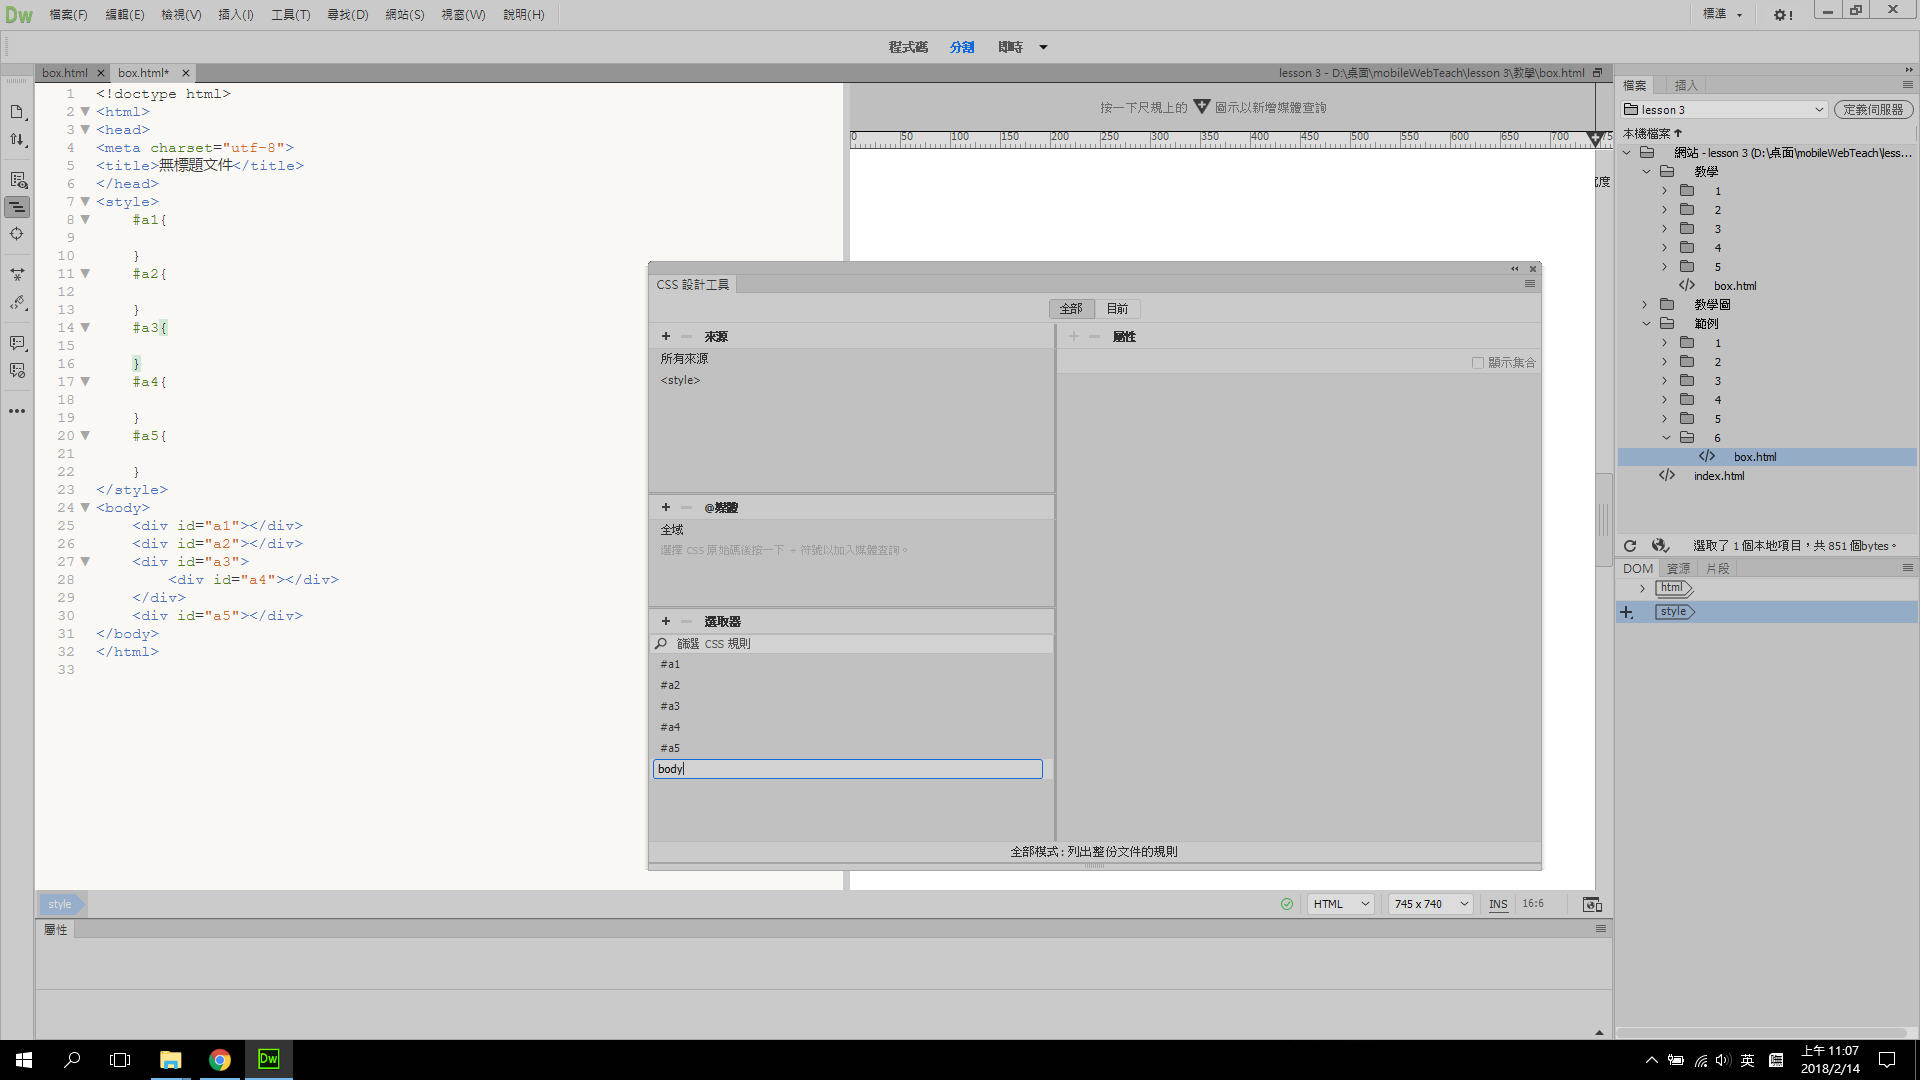 Dw 檔案(F) 編輯(E) 檢視(V) 插入(I) 工具(T) 尋找(D) 網站(S) 視窗(W) 說明(H) 標準
程式碼 分割 即時
box.html box.html* lesson 3 - D:\桌面\mobileWebTeach\lesson 3\教學\box.html
1 <!doctype html>
2 <html>
3 <head>
4 <meta charset="utf-8">
5 <title>無標題文件</title>
6 </head>
7 <style>
8 #a1{
9
10 }
11 #a2{
12
13 }
14 #a3{
15
16 }
17 #a4{
18
19 }
20 #a5{
21
22 }
23 </style>
24 <body>
25 <div id="a1"></div>
26 <div id="a2"></div>
27 <div id="a3">
28 <div id="a4"></div>
29 </div>
30 <div id="a5"></div>
31 </body>
32 </html>
33
按一下尺規上的 圖示以新增媒體查詢
0 50 100 150 200 250 300 350 400 450 500 550 600 650 700
度
CSS 設計工具
全部 目前
+ − 來源
所有來源
<style>
+ − @媒體
全域
選擇 CSS 原始碼後按一下 + 符號以加入媒體查詢。
+ − 選取器
篩選 CSS 規則
#a1
#a2
#a3
#a4
#a5
body
+ − 屬性
顯示集合
全部模式 : 列出整份文件的規則
style HTML 745 x 740 INS 16:6
屬性
檔案 插入
lesson 3 定義伺服器
本機檔案
網站 - lesson 3 (D:\桌面\mobileWebTeach\less...
教學
1
2
3
4
5
box.html
教學圖
範例
1
2
3
4
5
6
box.html
index.html
選取了 1 個本地項目，共 851 個bytes。
DOM 資源 片段
html
style
Dw 英 上午 11:07
2018/2/14